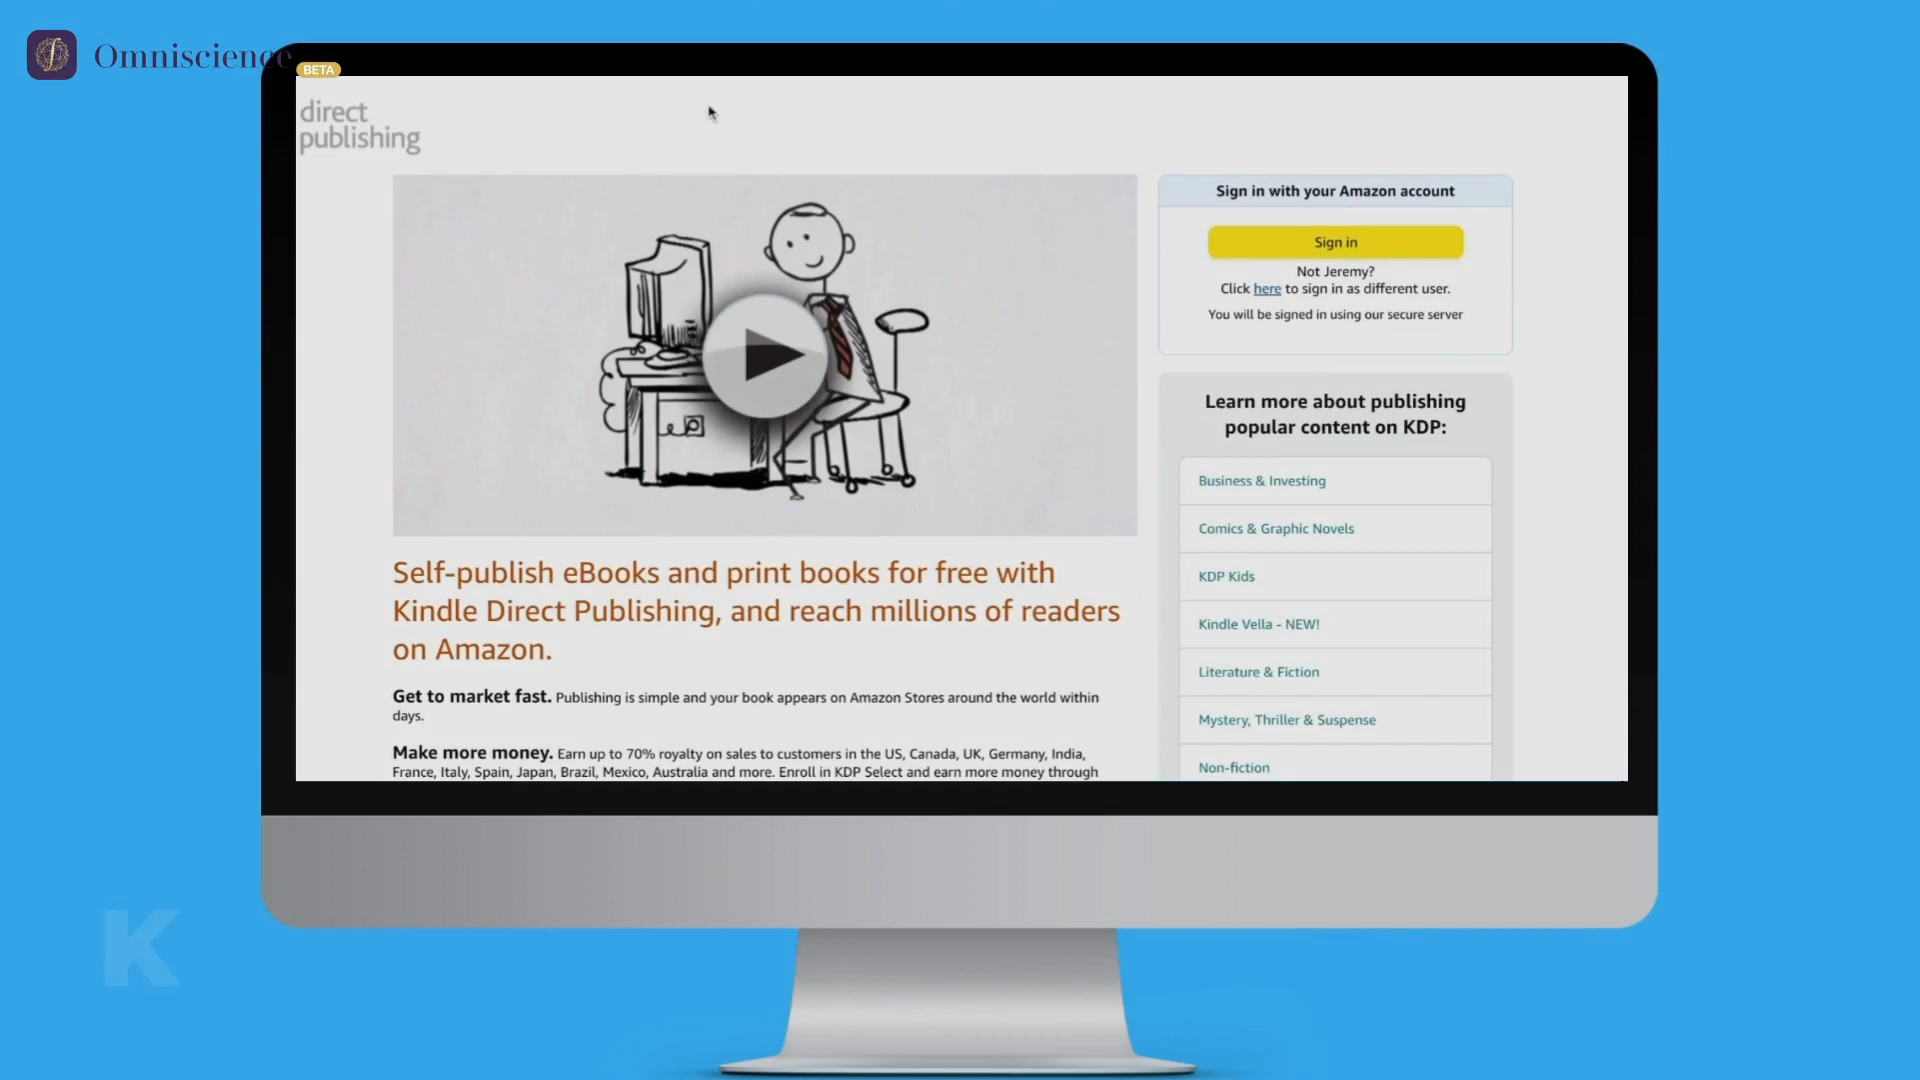 Omniscience
BETA
direct
publishing
Sign in with your Amazon account
Sign in
Not Jeremy?
Click here to sign in as different user.
You will be signed in using our secure server
Learn more about publishing
popular content on KDP:
Business & Investing
Comics & Graphic Novels
KDP Kids
Kindle Vella - NEW!
Literature & Fiction
Mystery, Thriller & Suspense
Non-fiction
Self-publish eBooks and print books for free with
Kindle Direct Publishing, and reach millions of readers
on Amazon.
Get to market fast. Publishing is simple and your book appears on Amazon Stores around the world within
days.
Make more money. Earn up to 70% royalty on sales to customers in the US, Canada, UK, Germany, India,
France, Italy, Spain, Japan, Brazil, Mexico, Australia and more. Enroll in KDP Select and earn more money through
K